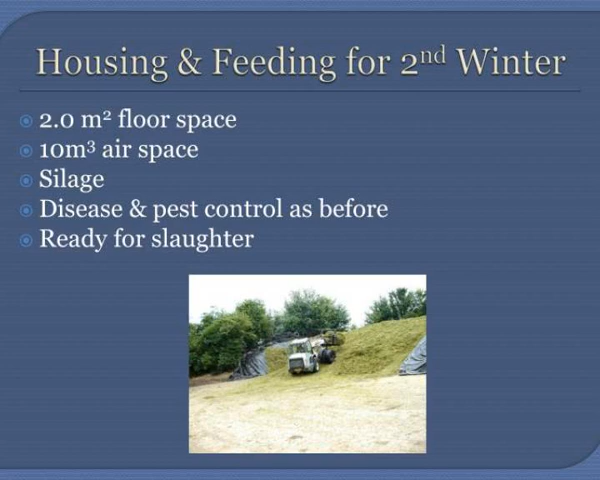 Housing & Feeding for 2nd Winter
2.0 m² floor space
10m³ air space
Silage
Disease & pest control as before
Ready for slaughter